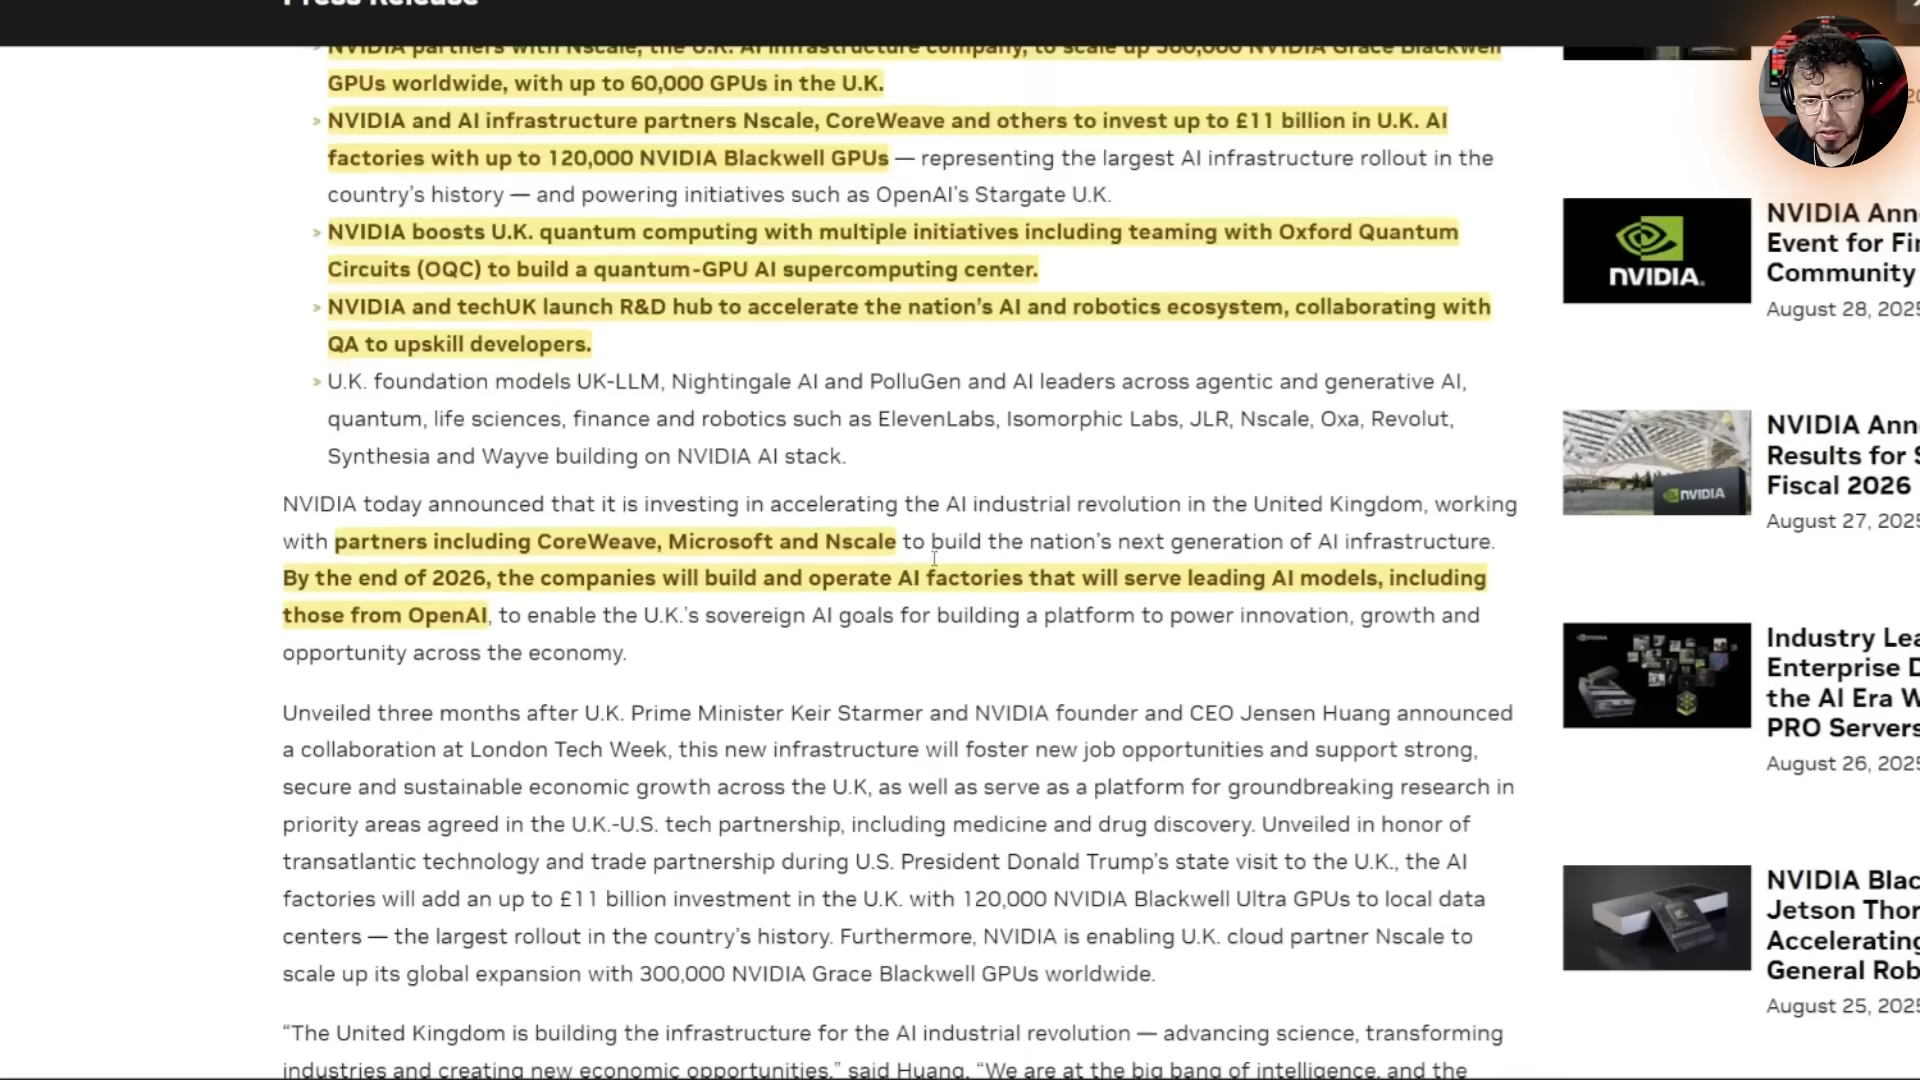 Press Release
NVIDIA partners with Nscale, the U.K. AI infrastructure company, to scale up 300,000 NVIDIA Grace Blackwell
GPUs worldwide, with up to 60,000 GPUs in the U.K.
NVIDIA and AI infrastructure partners Nscale, CoreWeave and others to invest up to £11 billion in U.K. AI
factories with up to 120,000 NVIDIA Blackwell GPUs — representing the largest AI infrastructure rollout in the
country’s history — and powering initiatives such as OpenAI’s Stargate U.K.
NVIDIA boosts U.K. quantum computing with multiple initiatives including teaming with Oxford Quantum
Circuits (OQC) to build a quantum-GPU AI supercomputing center.
NVIDIA and techUK launch R&D hub to accelerate the nation’s AI and robotics ecosystem, collaborating with
QA to upskill developers.
U.K. foundation models UK-LLM, Nightingale AI and PolluGen and AI leaders across agentic and generative AI,
quantum, life sciences, finance and robotics such as ElevenLabs, Isomorphic Labs, JLR, Nscale, Oxa, Revolut,
Synthesia and Wayve building on NVIDIA AI stack.
NVIDIA today announced that it is investing in accelerating the AI industrial revolution in the United Kingdom, working
with partners including CoreWeave, Microsoft and Nscale to build the nation’s next generation of AI infrastructure.
By the end of 2026, the companies will build and operate AI factories that will serve leading AI models, including
those from OpenAI, to enable the U.K.’s sovereign AI goals for building a platform to power innovation, growth and
opportunity across the economy.
Unveiled three months after U.K. Prime Minister Keir Starmer and NVIDIA founder and CEO Jensen Huang announced
a collaboration at London Tech Week, this new infrastructure will foster new job opportunities and support strong,
secure and sustainable economic growth across the U.K, as well as serve as a platform for groundbreaking research in
priority areas agreed in the U.K.-U.S. tech partnership, including medicine and drug discovery. Unveiled in honor of
transatlantic technology and trade partnership during U.S. President Donald Trump’s state visit to the U.K., the AI
factories will add an up to £11 billion investment in the U.K. with 120,000 NVIDIA Blackwell Ultra GPUs to local data
centers — the largest rollout in the country’s history. Furthermore, NVIDIA is enabling U.K. cloud partner Nscale to
scale up its global expansion with 300,000 NVIDIA Grace Blackwell GPUs worldwide.
“The United Kingdom is building the infrastructure for the AI industrial revolution — advancing science, transforming
industries and creating new economic opportunities,” said Huang. “We are at the big bang of intelligence, and the
NVIDIA
NVIDIA Ann
Event for Fi
Community
August 28, 2025
NVIDIA
NVIDIA Ann
Results for S
Fiscal 2026
August 27, 2025
Industry Lea
Enterprise D
the AI Era W
PRO Servers
August 26, 2025
NVIDIA Blac
Jetson Thor
Accelerating
General Rob
August 25, 2025